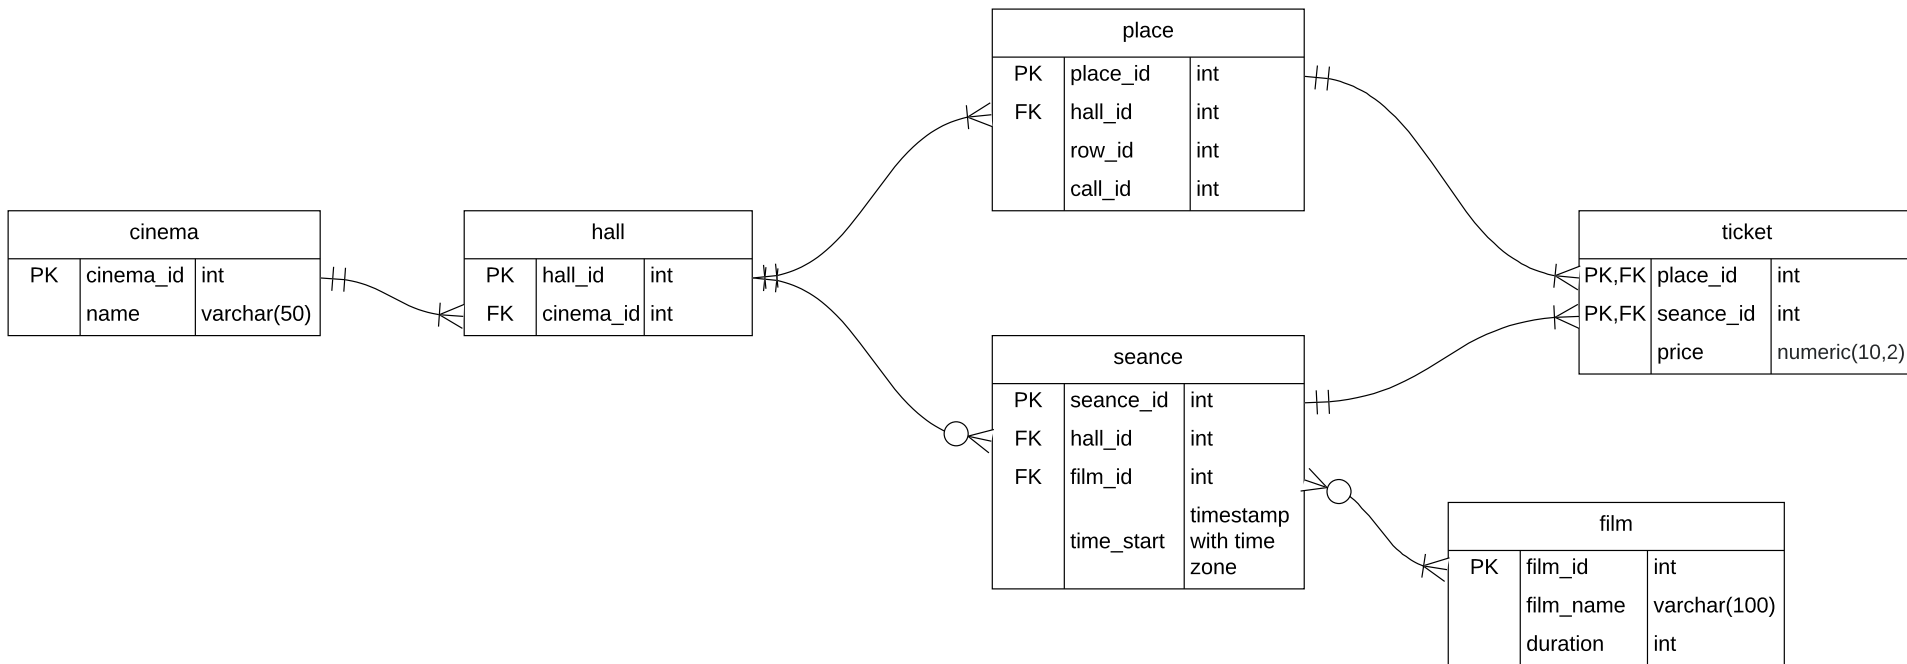 place
PK place_id int
FK hall_id int
row_id int
call_id int
cinema
PK cinema_id int
name varchar(50)
hall
PK hall_id int
FK cinema_id int
ticket
PK,FK place_id int
PK,FK seance_id int
price numeric(10,2)
seance
PK seance_id int
FK hall_id int
FK film_id int
time_start timestamp
with time
zone
film
PK film_id int
film_name varchar(100)
duration int